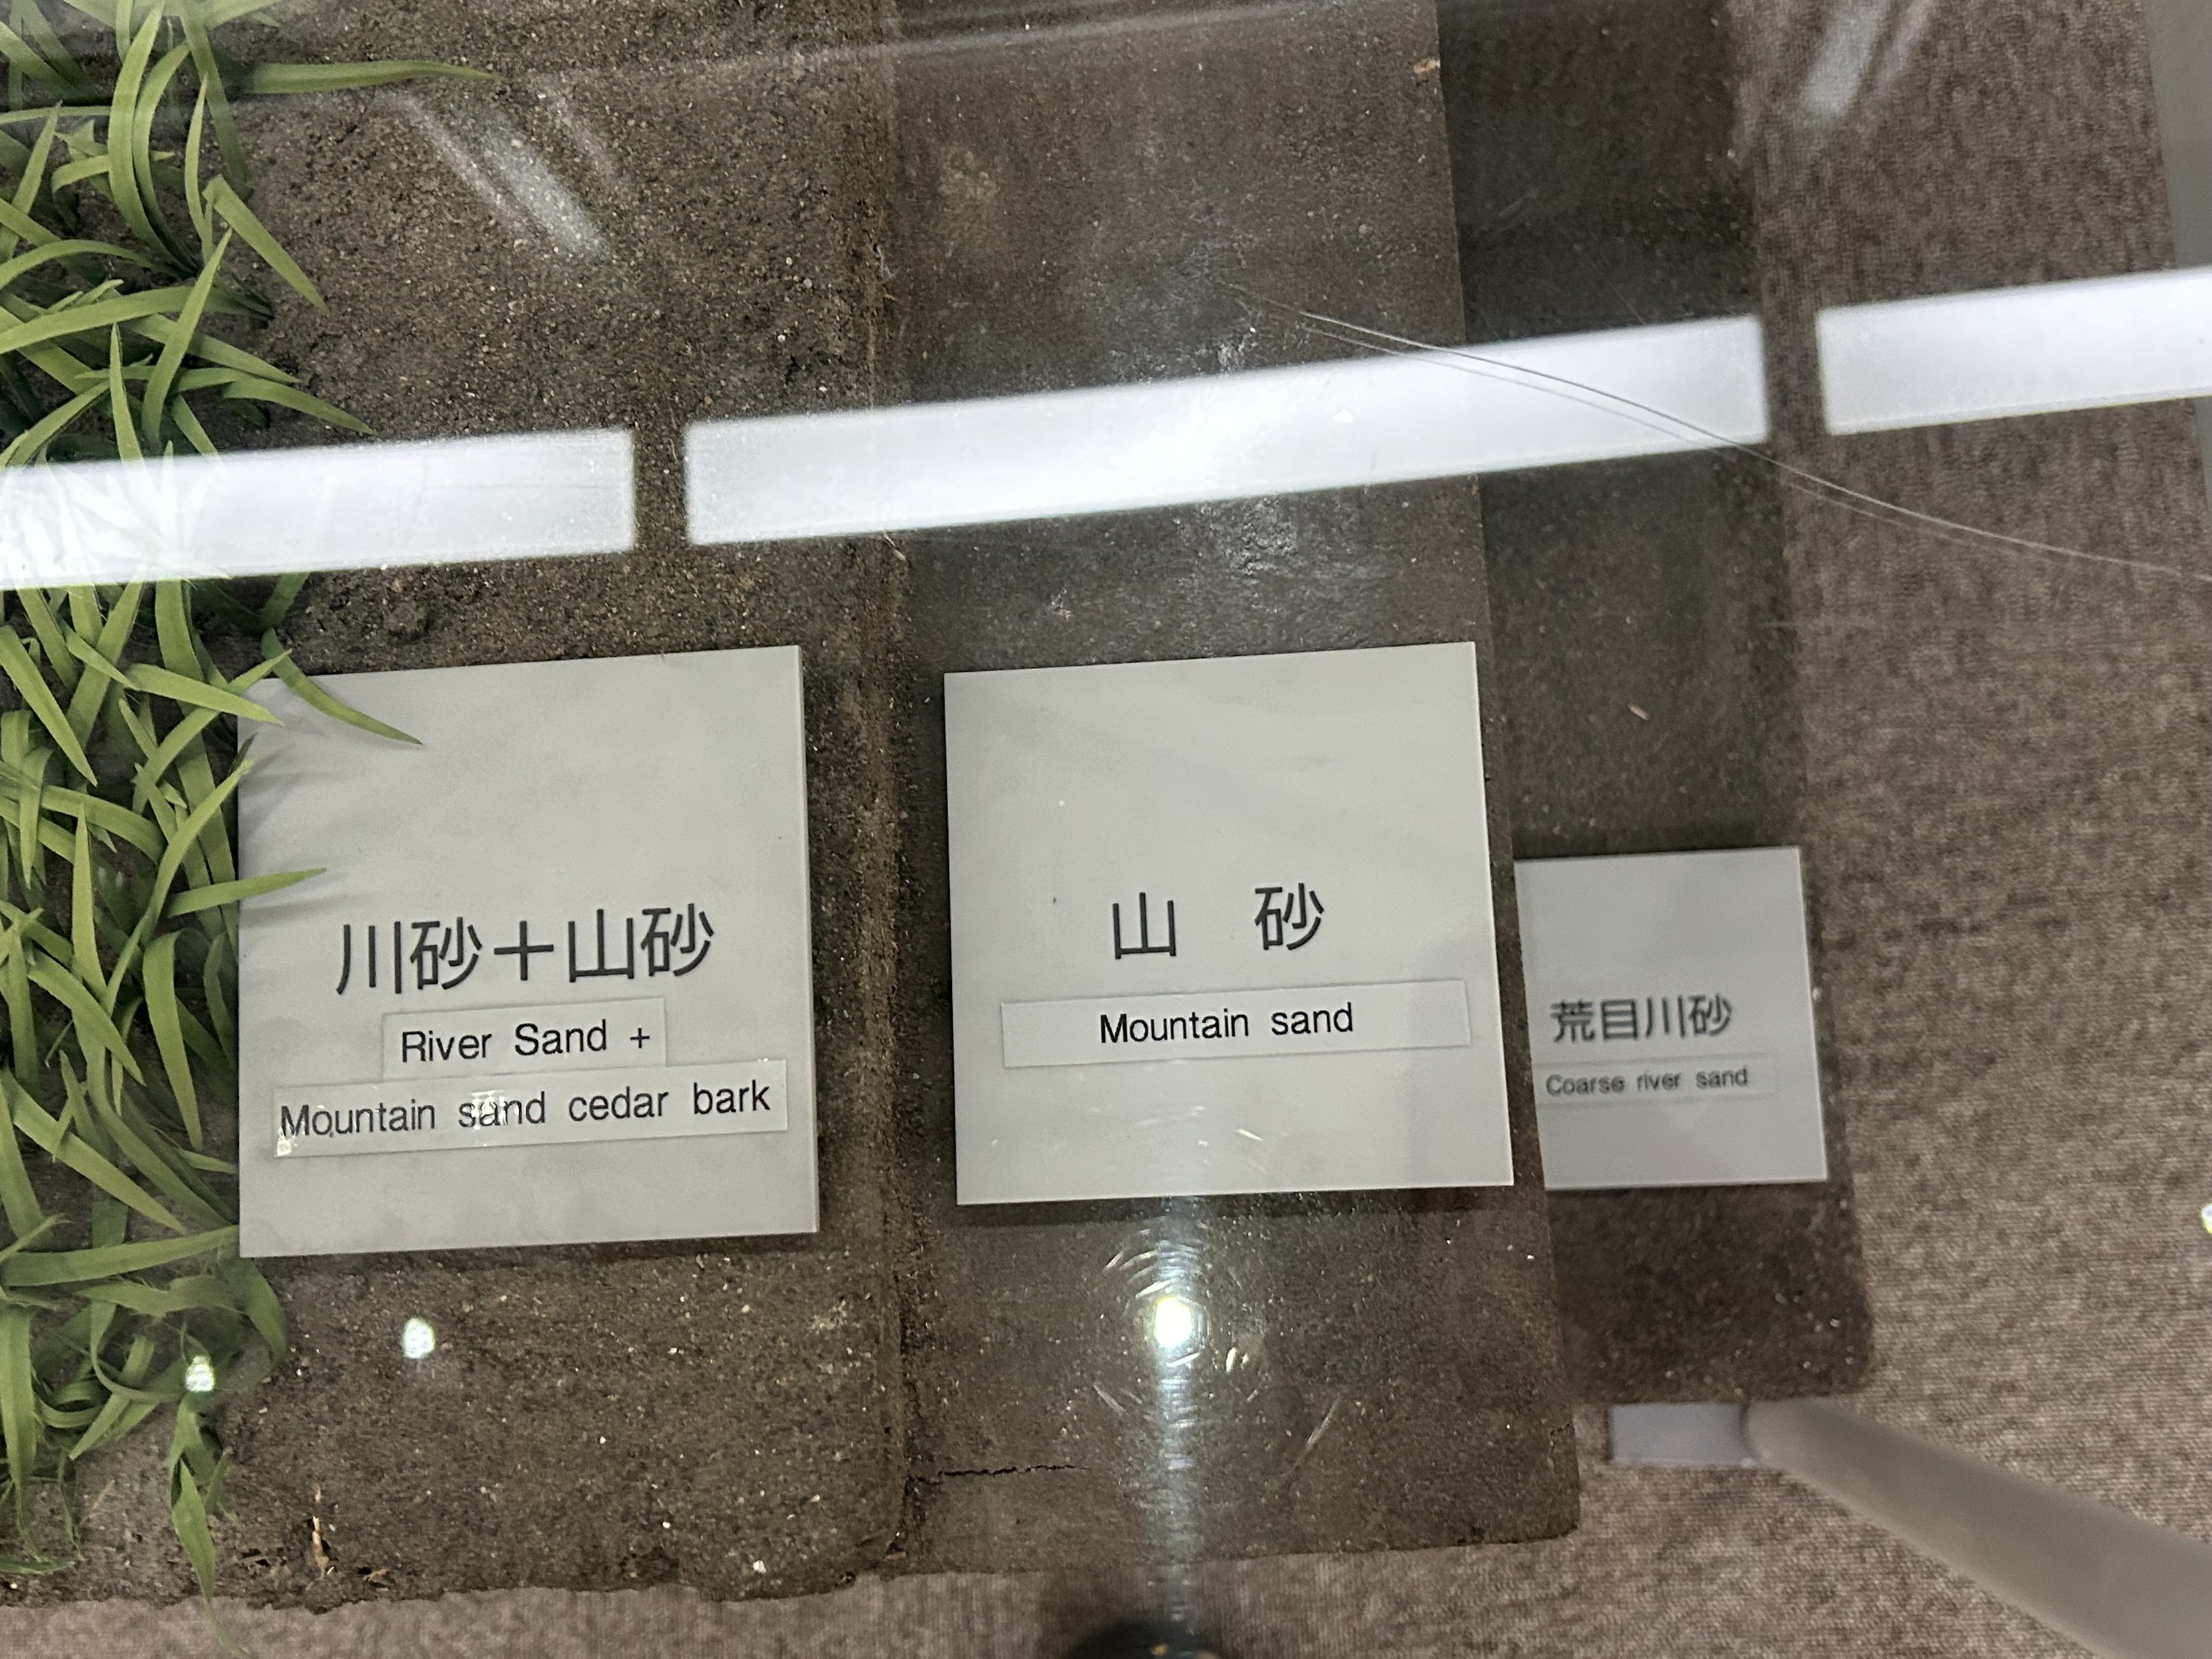 川砂＋山砂
River Sand +
Mountain sand cedar bark
山　砂
Mountain sand
荒目川砂
Coarse river sand